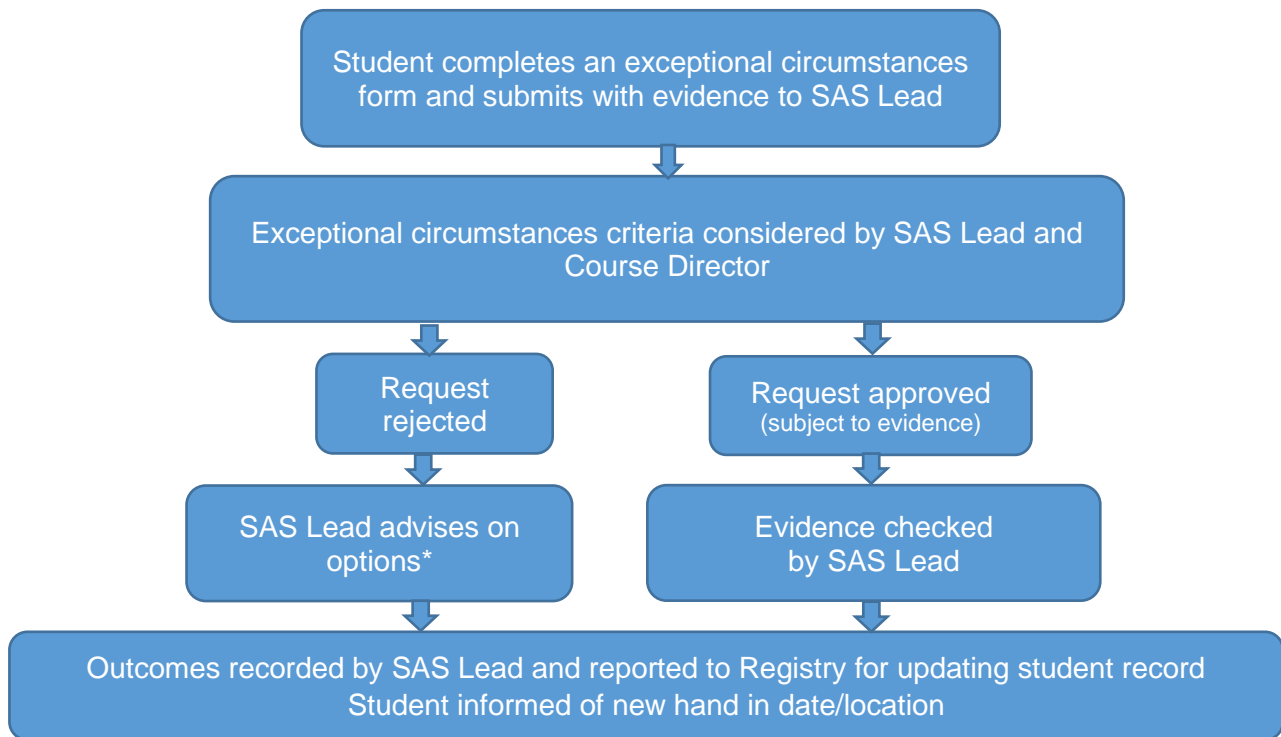 Student completes an exceptional circumstances
form and submits with evidence to SAS Lead
Exceptional circumstances criteria considered by SAS Lead and
Course Director
Request
rejected
Request approved
(subject to evidence)
SAS Lead advises on
options*
Evidence checked
by SAS Lead
Outcomes recorded by SAS Lead and reported to Registry for updating student record
Student informed of new hand in date/location